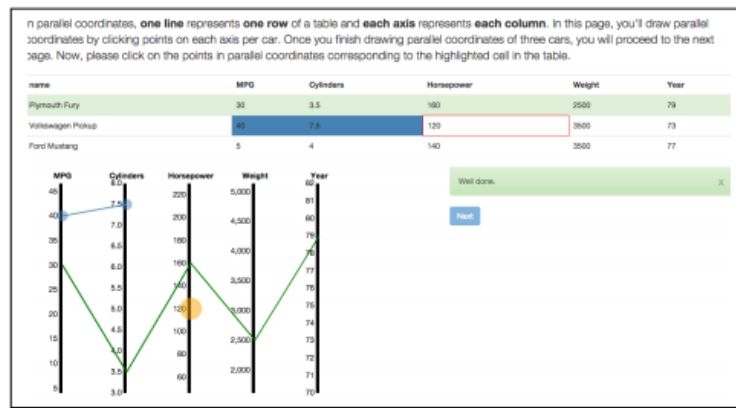 n parallel coordinates, one line represents one row of a table and each axis represents each column. In this page, you'll draw parallel
coordinates by clicking points on each axis per car. Once you finish drawing parallel coordinates of three cars, you will proceed to the next
page. Now, please click on the points in parallel coordinates corresponding to the highlighted cell in the table.
name MPG Cylinders Horsepower Weight Year
Plymouth Fury 30 3.5 160 2500 79
Volkswagen Pickup 40 7.5 120 3500 73
Ford Mustang 5 4 140 3500 77
MPG Cylinders Horsepower Weight Year
45 40 35 30 25 20 15 10 5
8.0 7.5 7.0 6.5 6.0 5.5 5.0 4.5 4.0 3.5 3.0
220 200 180 160 140 120 100 80 60
5,000 4,500 4,000 3,500 3,000 2,500 2,000
82 81 80 79 78 77 76 75 74 73 72 71 70
Well done. x
Next